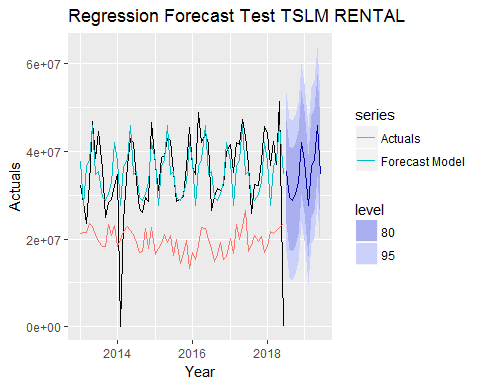 Regression Forecast Test TSLM RENTAL
Actuals
6e+07
4e+07
2e+07
0e+00
2014
2016
2018
Year
series
Actuals
Forecast Model
level
80
95